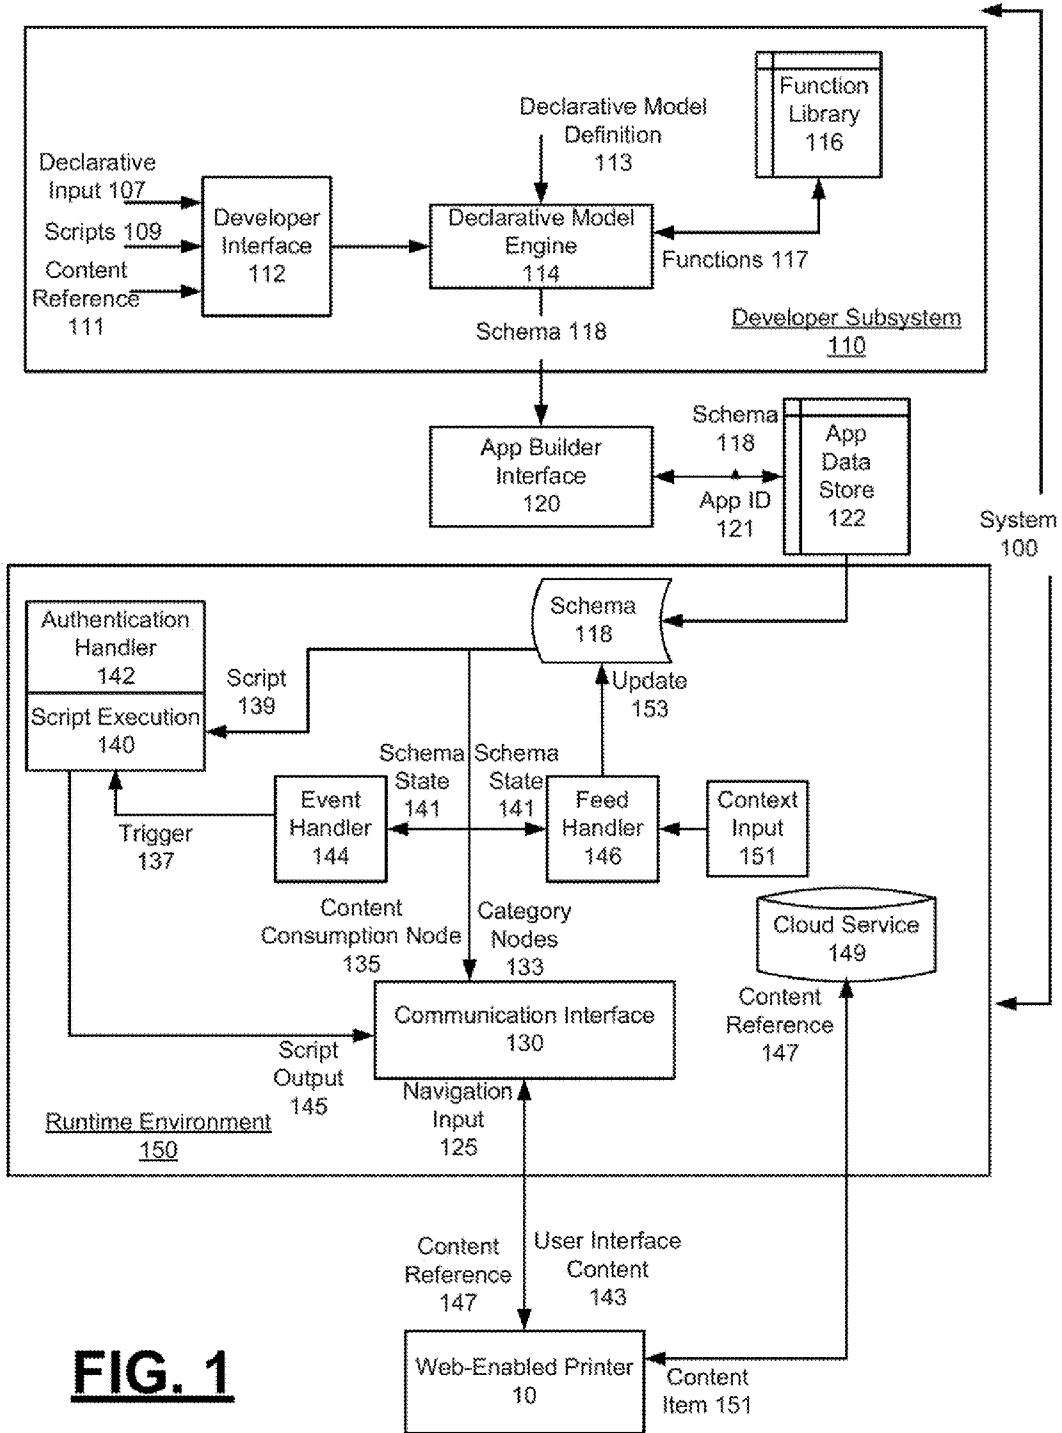 Function
Library
116
Declarative Model
Definition
113
Declarative
Input 107
Scripts 109
Content
Reference
111
Developer
Interface
112
Declarative Model
Engine
114
Functions 117
Schema 118
Developer Subsystem
110
App Builder
Interface
120
Schema
118
App ID
121
App
Data
Store
122
System
100
Authentication
Handler
142
Script Execution
140
Script
139
Schema
118
Update
153
Schema
State
141
Schema
State
141
Event
Handler
144
Feed
Handler
146
Context
Input
151
Trigger
137
Content
Consumption Node
135
Category
Nodes
133
Cloud Service
149
Content
Reference
147
Communication Interface
130
Script
Output
145
Navigation
Input
125
Runtime Environment
150
Content
Reference
147
User Interface
Content
143
Web-Enabled Printer
10
Content
Item 151
FIG. 1